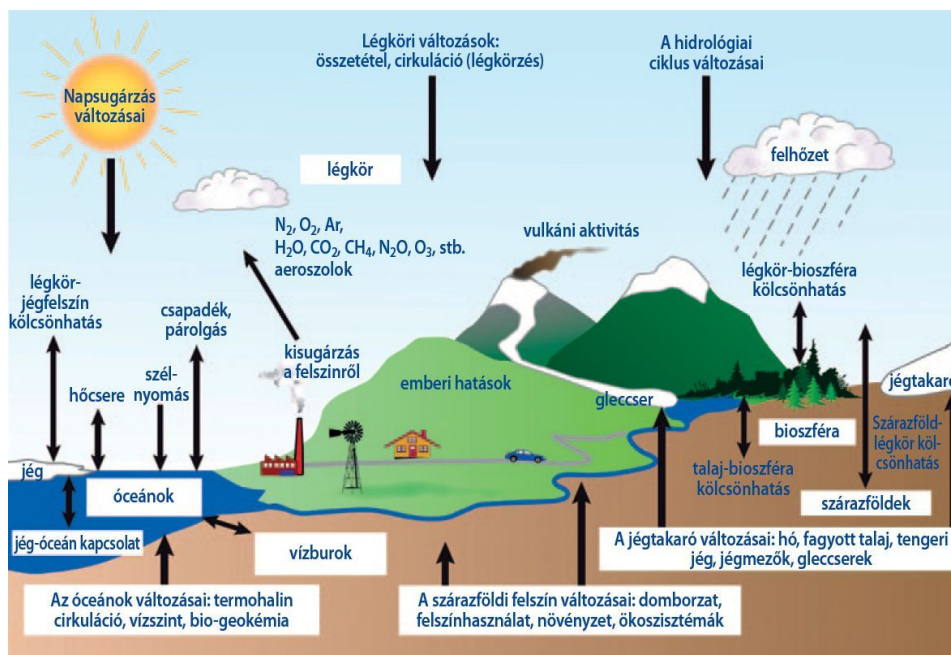 Légköri változások:
összetétel, cirkuláció (légkörzés)
A hidrológiai
ciklus változásai
Napsugárzás
változásai
légkör
felhőzet
N₂, O₂, Ar,
H₂O, CO₂, CH₄, N₂O, O₃, stb.
aeroszolok
vulkáni aktivitás
légkör-
jégfelszín
kölcsönhatás
csapadék,
párolgás
légkör-bioszféra
kölcsönhatás
hőcsere
szél-
nyomás
kisugárzás
a felszinről
emberi hatások
gleccser
jégtakaró
bioszféra
Szárazföld-
légkör köl-
csönhatás
jég
óceánok
talaj-bioszféra
kölcsönhatás
szárazföldek
jég-óceán kapcsolat
vízburok
A jégtakaró változásai: hó, fagyott talaj, tengeri
jég, jégmezők, gleccserek
Az óceánok változásai: termohalin
cirkuláció, vízszint, bio-geokémia
A szárazföldi felszín változásai: domborzat,
felszínhasználat, növényzet, ökoszisztémák